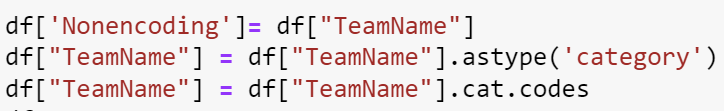 df['Nonencoding']= df["TeamName"]
df["TeamName"] = df["TeamName"].astype('category')
df["TeamName"] = df["TeamName"].cat.codes